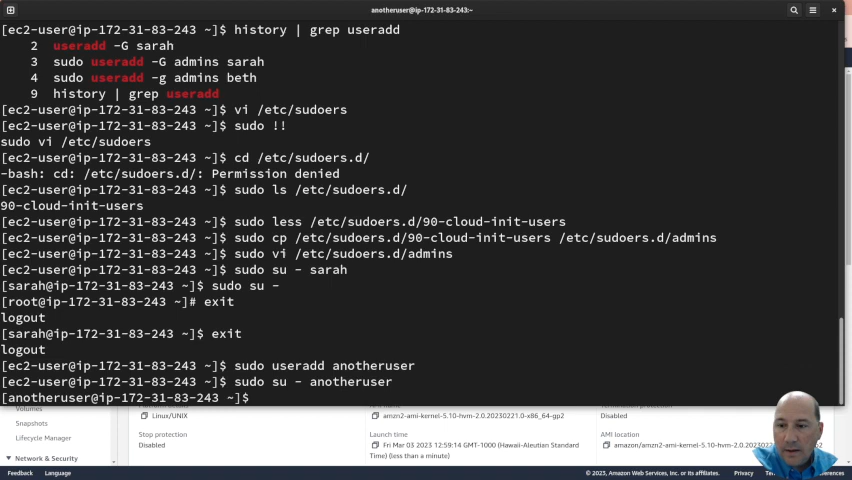 anotheruser@ip-172-31-83-243:~
[ec2-user@ip-172-31-83-243 ~]$ history | grep useradd
2 useradd -G sarah
3 sudo useradd -G admins sarah
4 sudo useradd -g admins beth
9 history | grep useradd
[ec2-user@ip-172-31-83-243 ~]$ vi /etc/sudoers
[ec2-user@ip-172-31-83-243 ~]$ sudo !!
sudo vi /etc/sudoers
[ec2-user@ip-172-31-83-243 ~]$ cd /etc/sudoers.d/
-bash: cd: /etc/sudoers.d/: Permission denied
[ec2-user@ip-172-31-83-243 ~]$ sudo ls /etc/sudoers.d/
90-cloud-init-users
[ec2-user@ip-172-31-83-243 ~]$ sudo less /etc/sudoers.d/90-cloud-init-users
[ec2-user@ip-172-31-83-243 ~]$ sudo cp /etc/sudoers.d/90-cloud-init-users /etc/sudoers.d/admins
[ec2-user@ip-172-31-83-243 ~]$ sudo vi /etc/sudoers.d/admins
[ec2-user@ip-172-31-83-243 ~]$ sudo su - sarah
[sarah@ip-172-31-83-243 ~]$ sudo su -
[root@ip-172-31-83-243 ~]# exit
logout
[sarah@ip-172-31-83-243 ~]$ exit
logout
[ec2-user@ip-172-31-83-243 ~]$ sudo useradd anotheruser
[ec2-user@ip-172-31-83-243 ~]$ sudo su - anotheruser
[anotheruser@ip-172-31-83-243 ~]$
Volumes
Snapshots
Lifecycle Manager
Network & Security
Linux/UNIX
Stop protection
Disabled
amzn2-ami-kernel-5.10-hvm-2.0.20230221.0-x86_64-gp2
Launch time
Fri Mar 03 2023 12:59:14 GMT-1000 (Hawaii-Aleutian Standard
Time) (less than a minute)
Disabled
AMI location
amazon/amzn2-ami-kernel-5.10-hvm-2.0.
Feedback Language
© 2023, Amazon Web Services, Inc. or its affiliates. Privacy Terms